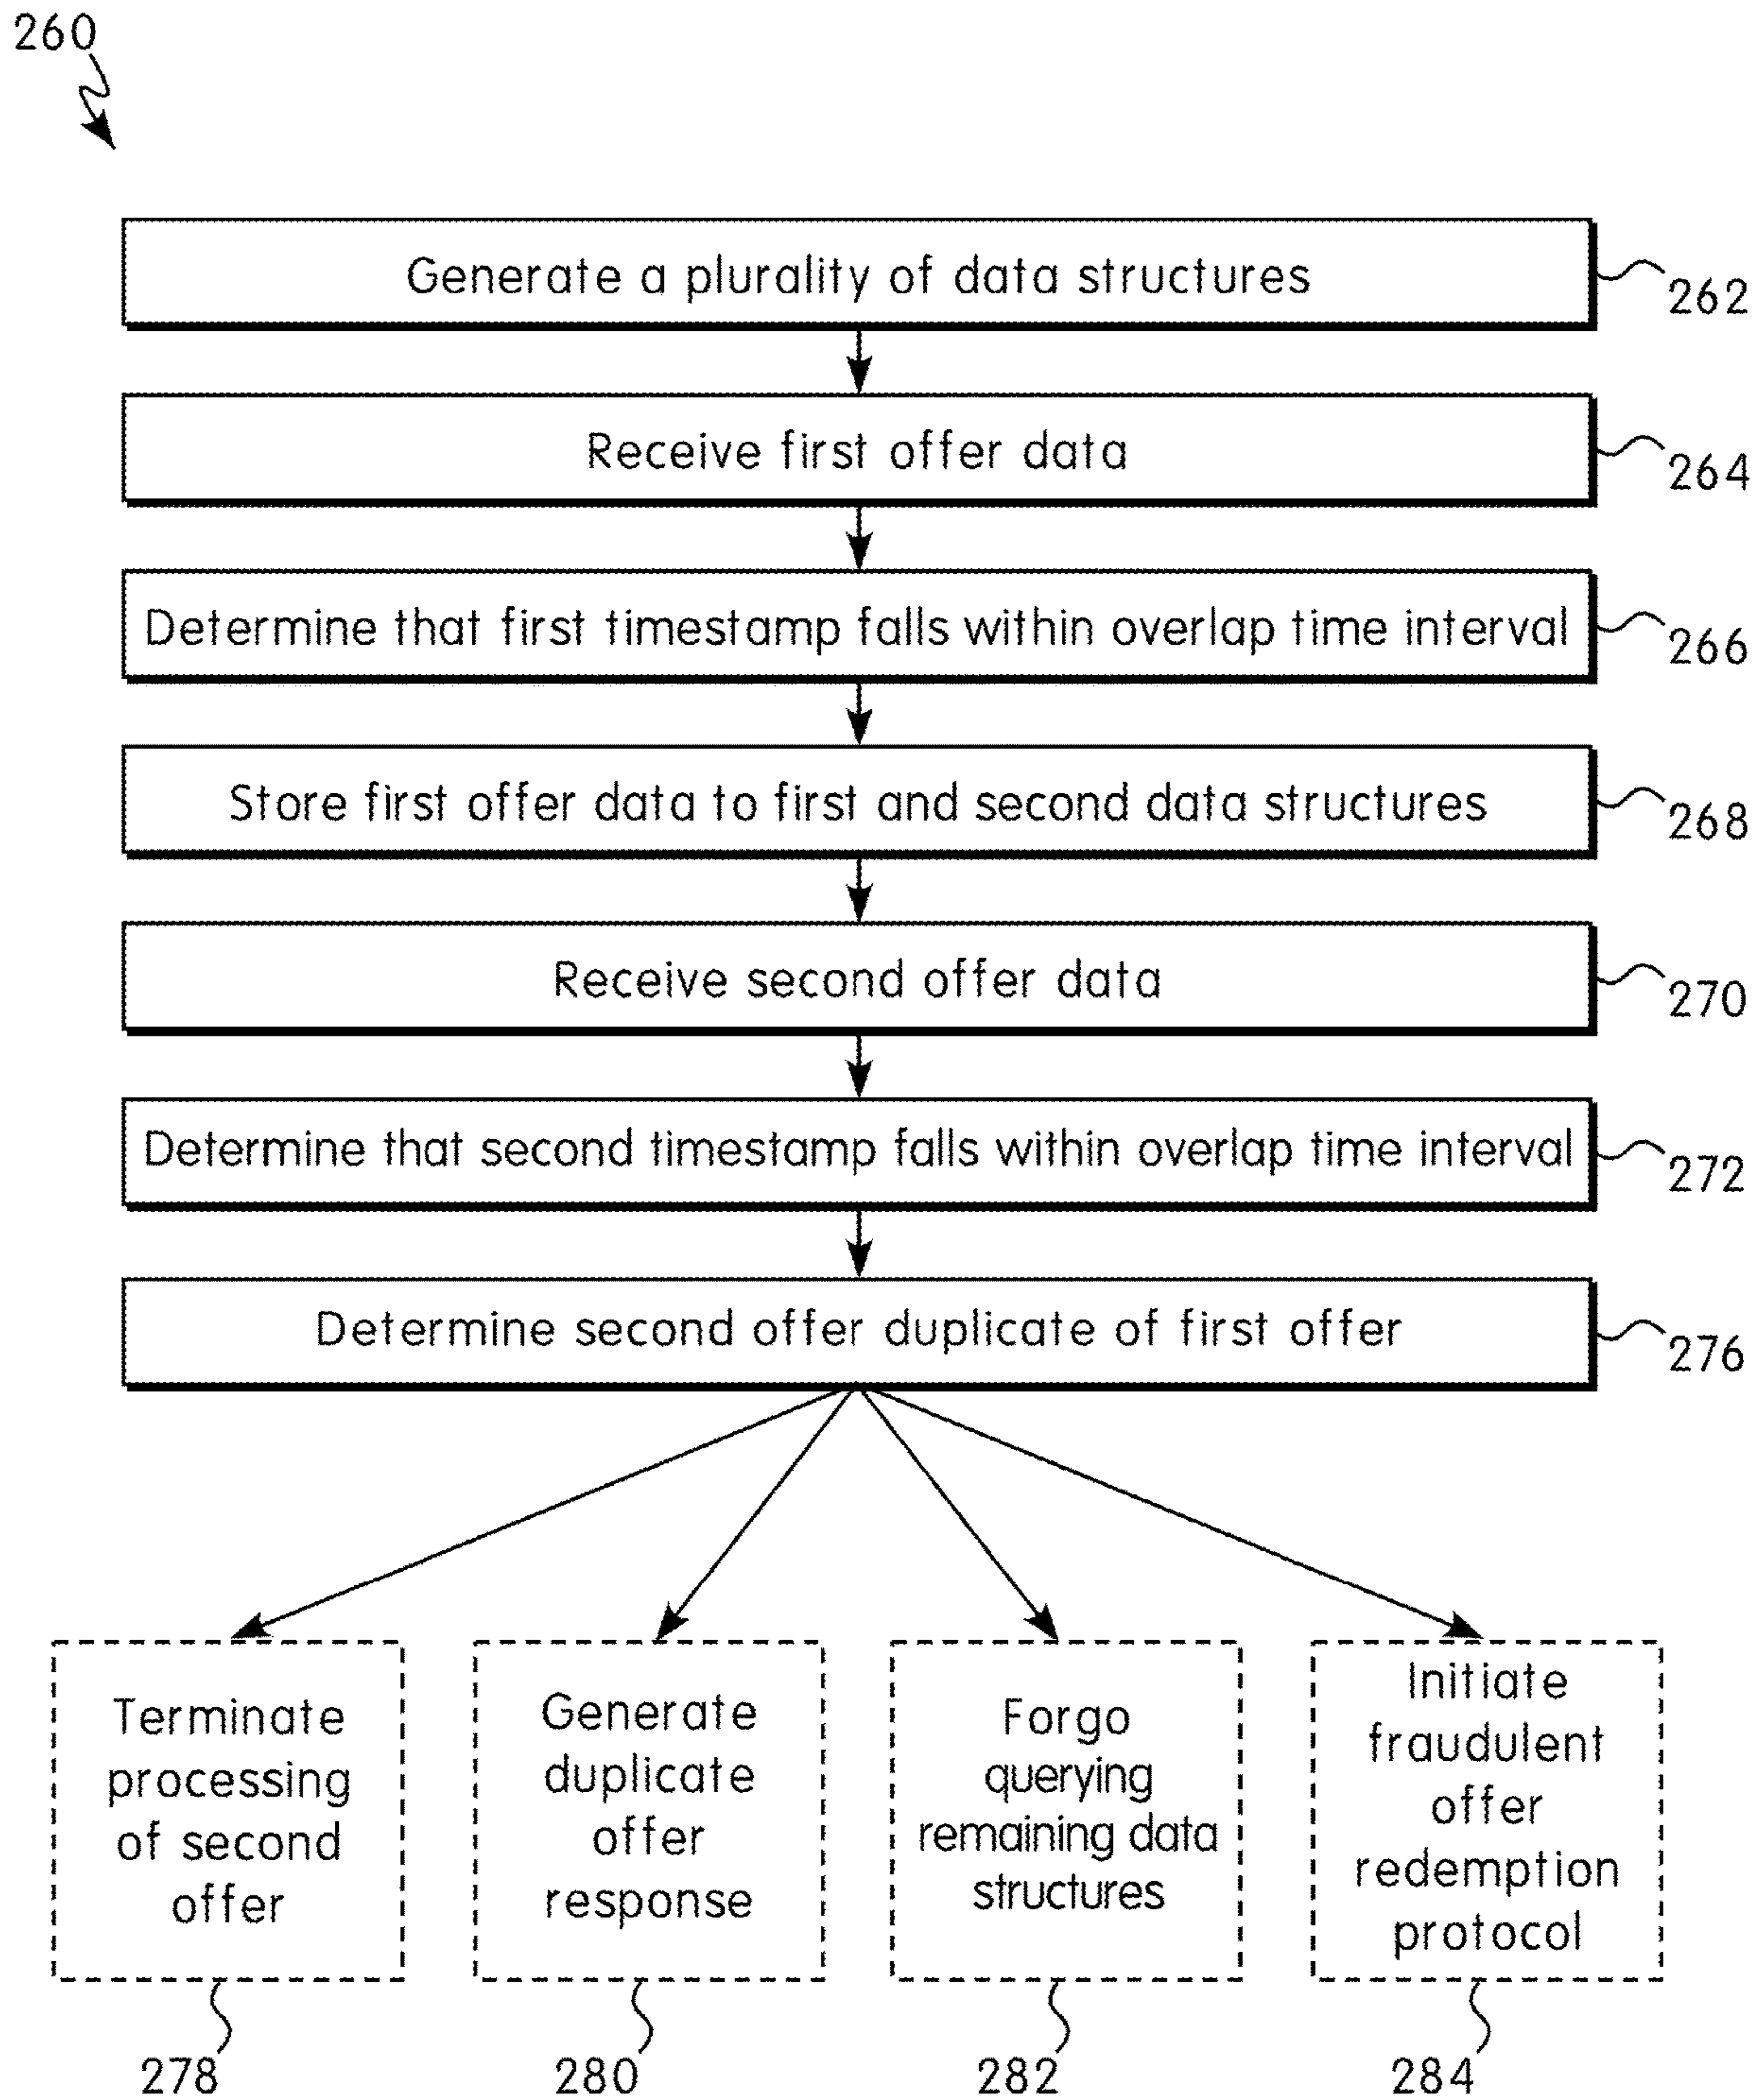 260
Generate a plurality of data structures
262
Receive first offer data
264
Determine that first timestamp falls within overlap time interval
266
Store first offer data to first and second data structures
268
Receive second offer data
270
Determine that second timestamp falls within overlap time interval
272
Determine second offer duplicate of first offer
276
Terminate
processing
of second
offer
278
Generate
duplicate
offer
response
280
Forgo
querying
remaining data
structures
282
Initiate
fraudulent
offer
redemption
protocol
284